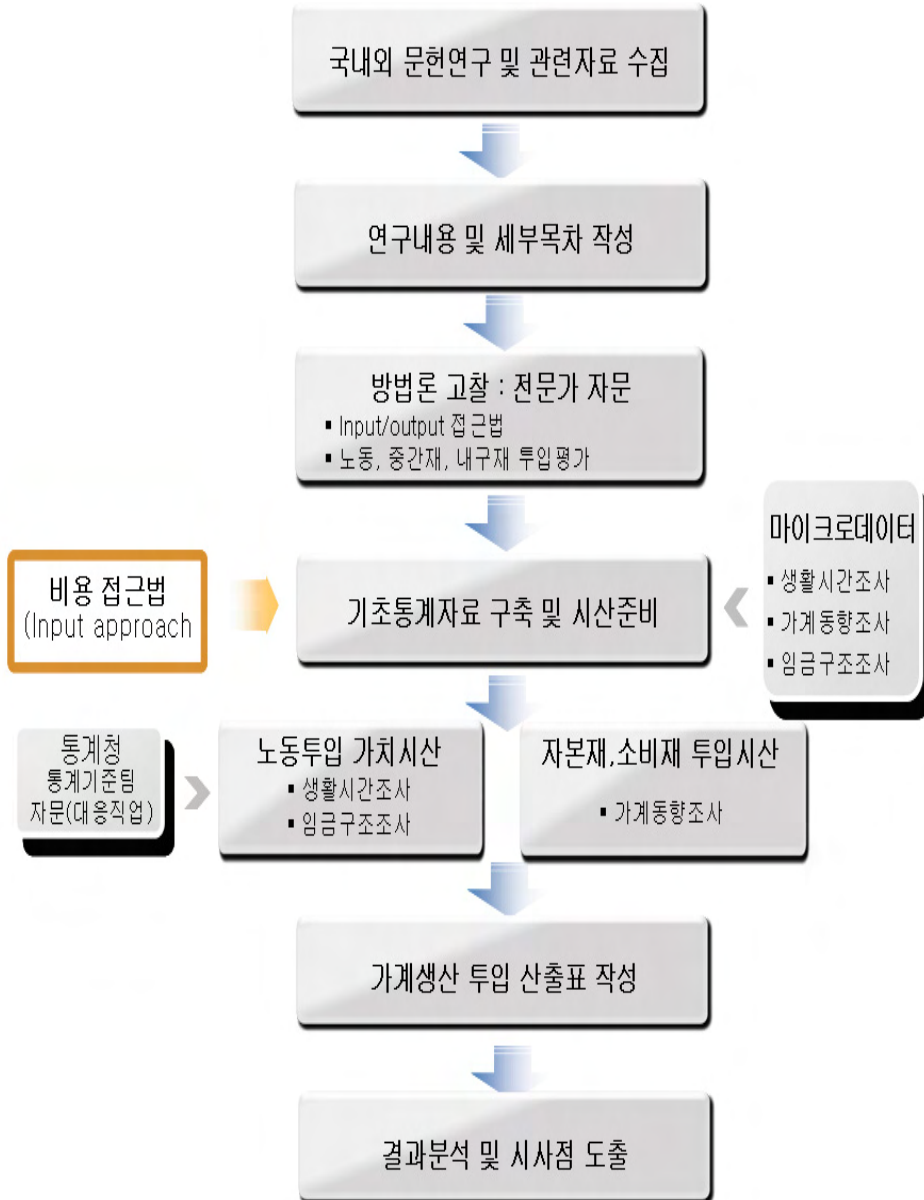 국내외 문헌연구 및 관련자료 수집
연구내용 및 세부목차 작성
방법론 고찰 : 전문가 자문
▪ Input/output 접근법
▪ 노동, 중간재, 내구재 투입평가
비용 접근법
(Input approach
기초통계자료 구축 및 시산준비
마이크로데이터
▪ 생활시간조사
▪ 가계동향조사
▪ 임금구조조사
통계청
통계기준팀
자문(대응직업)
노동투입 가치시산
▪ 생활시간조사
▪ 임금구조조사
자본재,소비재 투입시산
▪ 가계동향조사
가계생산 투입 산출표 작성
결과분석 및 시사점 도출